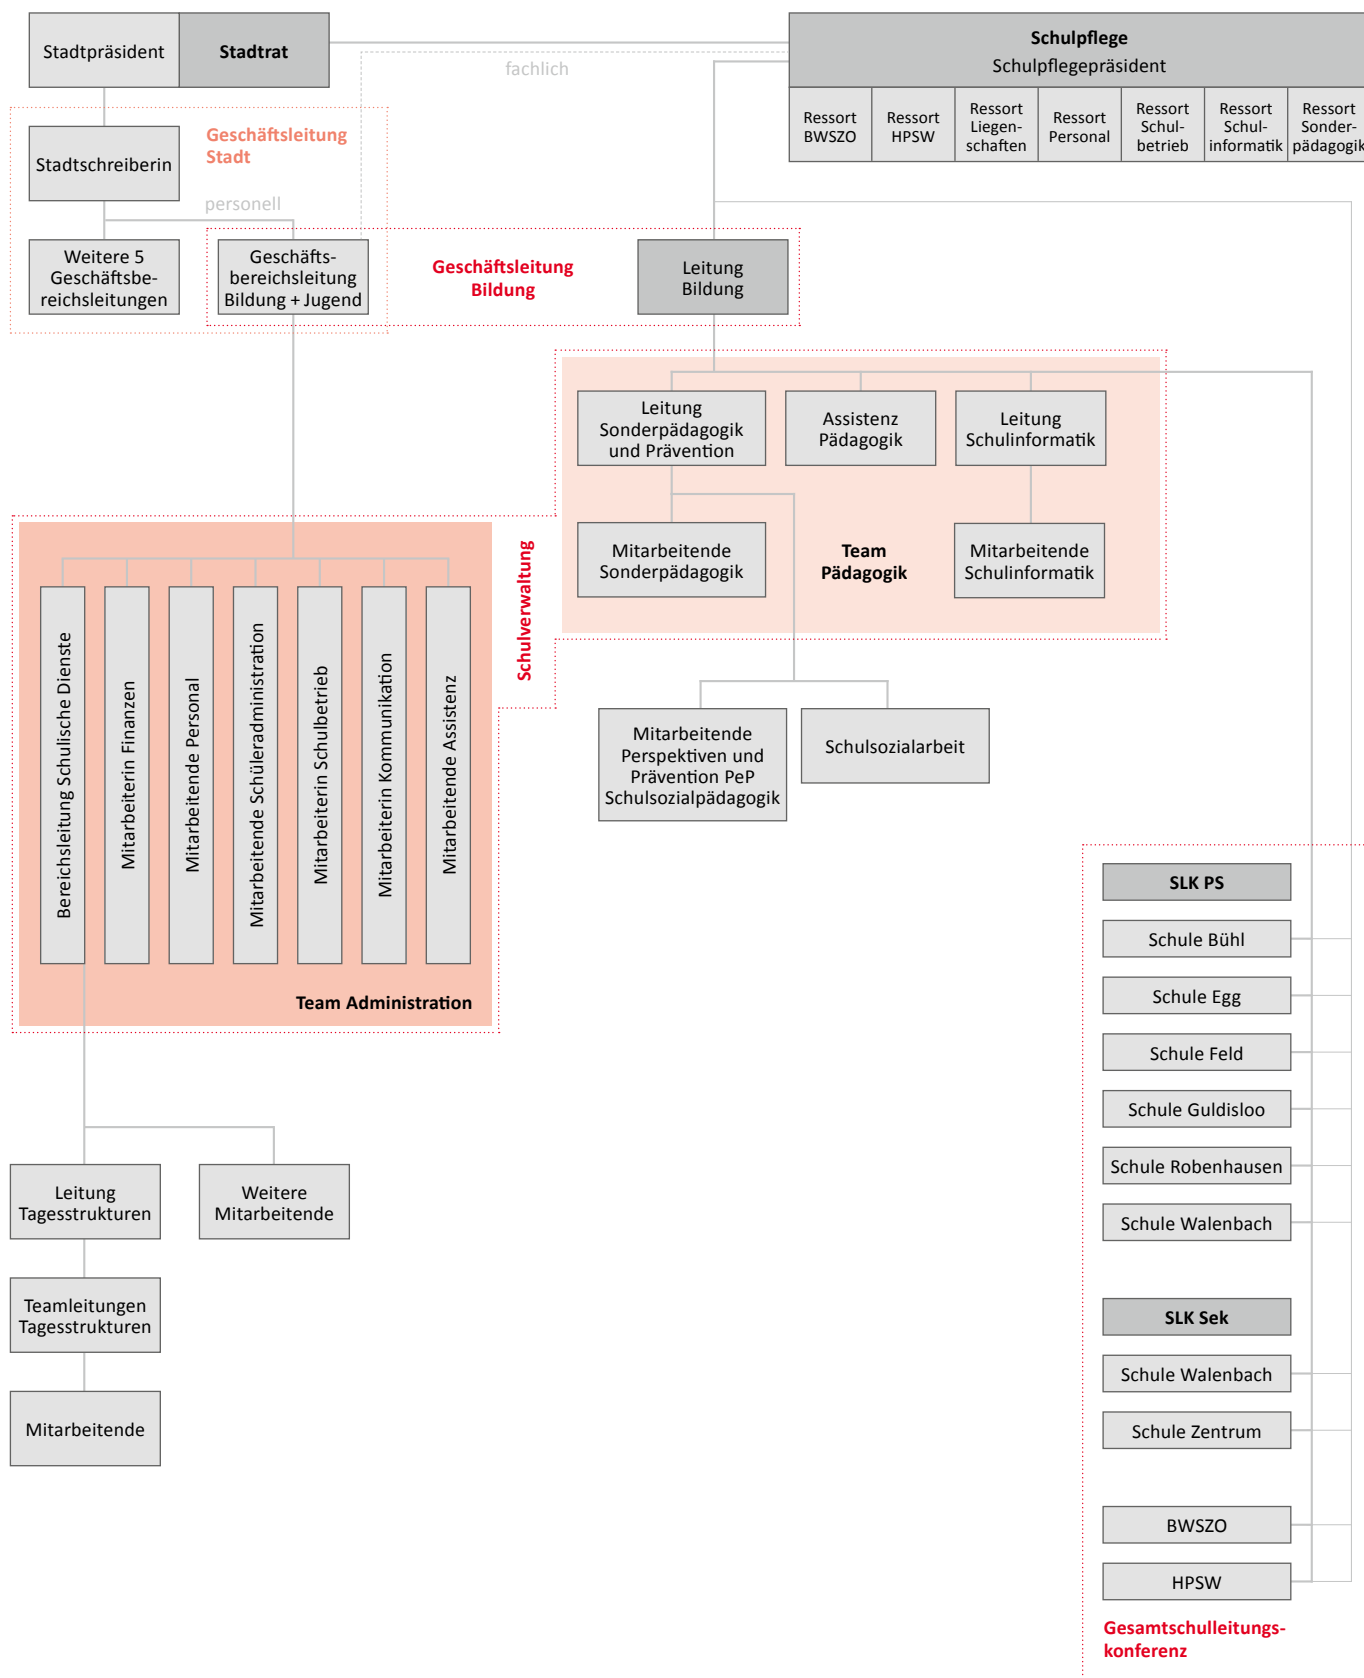 Stadtpräsident
Stadtrat
Schulpflege
Schulpflegepräsident
fachlich
Ressort
BWSZO
Ressort
HPSW
Ressort
Liegen-
schaften
Ressort
Personal
Ressort
Schul-
betrieb
Ressort
Schul-
informatik
Ressort
Sonder-
pädagogik
Geschäftsleitung
Stadt
Stadtschreiberin
personell
Weitere 5
Geschäftsbe-
reichsleitungen
Geschäfts-
bereichsleitung
Bildung + Jugend
Geschäftsleitung
Bildung
Leitung
Bildung
Leitung
Sonderpädagogik
und Prävention
Assistenz
Pädagogik
Leitung
Schulinformatik
Mitarbeitende
Sonderpädagogik
Team
Pädagogik
Mitarbeitende
Schulinformatik
Schulverwaltung
Bereichsleitung Schulische Dienste
Mitarbeiterin Finanzen
Mitarbeitende Personal
Mitarbeitende Schüleradministration
Mitarbeiterin Schulbetrieb
Mitarbeiterin Kommunikation
Mitarbeitende Assistenz
Team Administration
Mitarbeitende
Perspektiven und
Prävention PeP
Schulsozialpädagogik
Schulsozialarbeit
Leitung
Tagesstrukturen
Weitere
Mitarbeitende
Teamleitungen
Tagesstrukturen
Mitarbeitende
SLK PS
Schule Bühl
Schule Egg
Schule Feld
Schule Guldisloo
Schule Robenhausen
Schule Walenbach
SLK Sek
Schule Walenbach
Schule Zentrum
BWSZO
HPSW
Gesamtschulleitungs-
konferenz